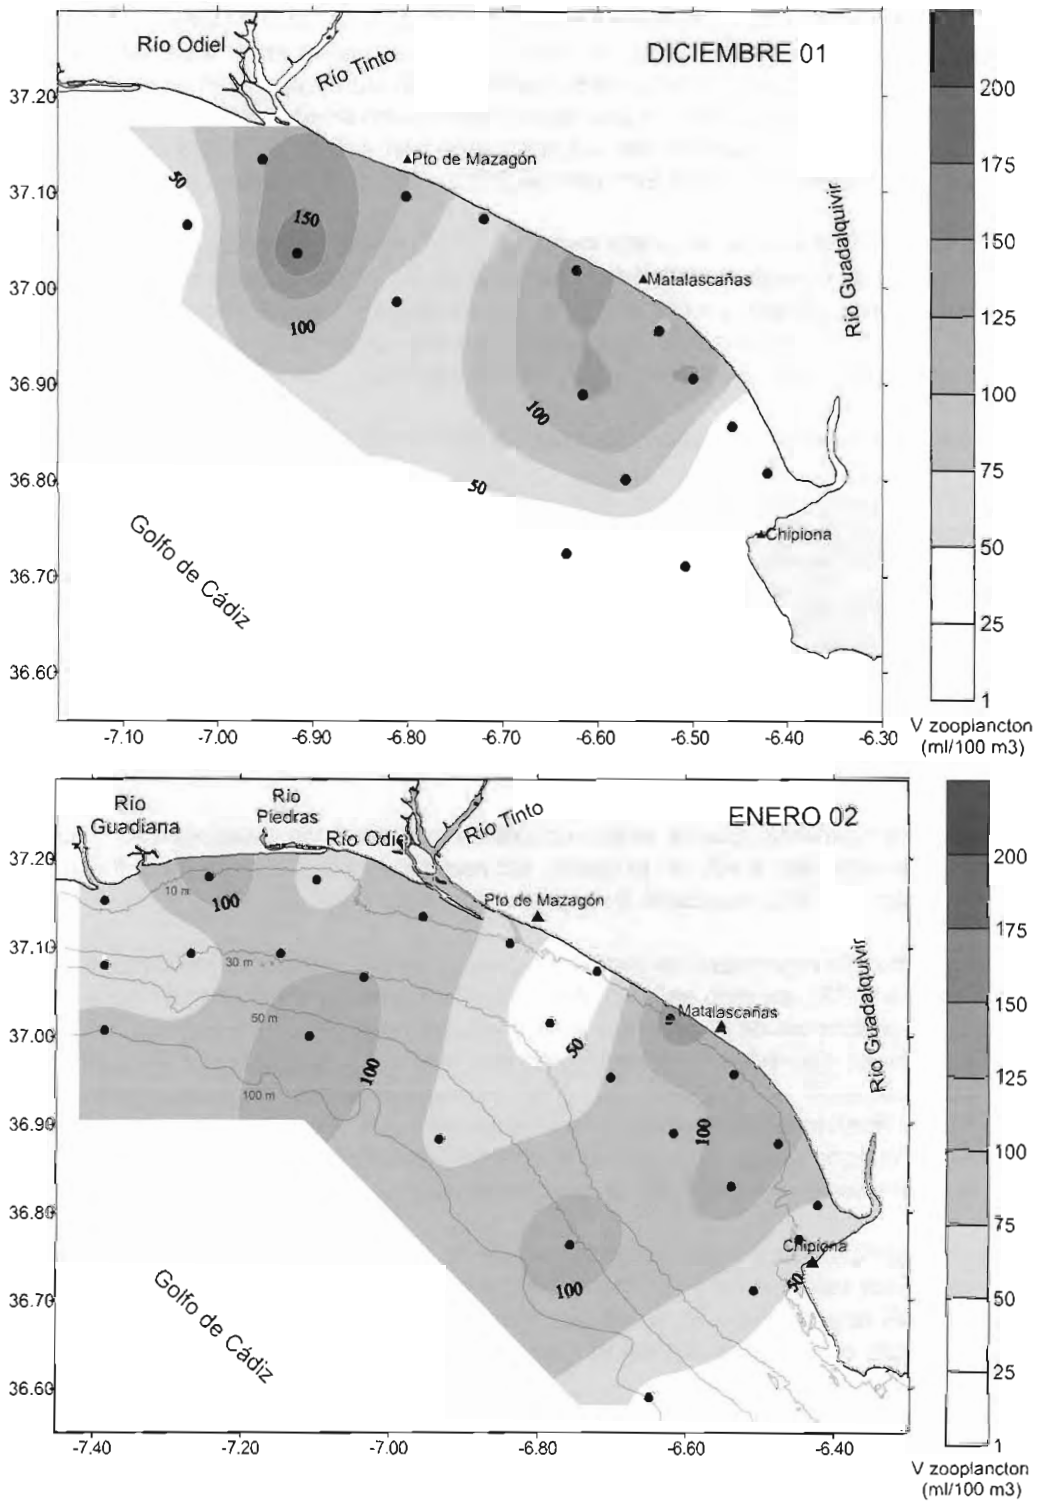 DICIEMBRE 01
Río Odiel
Río Tinto
37.20
37.10
37.00
36.90
36.80
36.70
36.60
Pto de Mazagón
Matalascañas
Río Guadalquivir
Chipiona
Golfo de Cádiz
50
150
100
100
50
-7.10 -7.00 -6.90 -6.80 -6.70 -6.60 -6.50 -6.40 -6.30
200
175
150
125
100
75
50
25
1
V zooplancton
(ml/100 m3)
ENERO 02
Río
Guadiana
Río
Piedras
Río Odiel
Río Tinto
37.20
37.10
37.00
36.90
36.80
36.70
36.60
Pto de Mazagón
Matalascañas
Río Guadalquivir
Chipiona
Golfo de Cádiz
10 m
30 m
50 m
100 m
100
100
50
100
100
50
-7.40 -7.20 -7.00 -6.80 -6.60 -6.40
200
175
150
125
100
75
50
25
1
V zooplancton
(ml/100 m3)